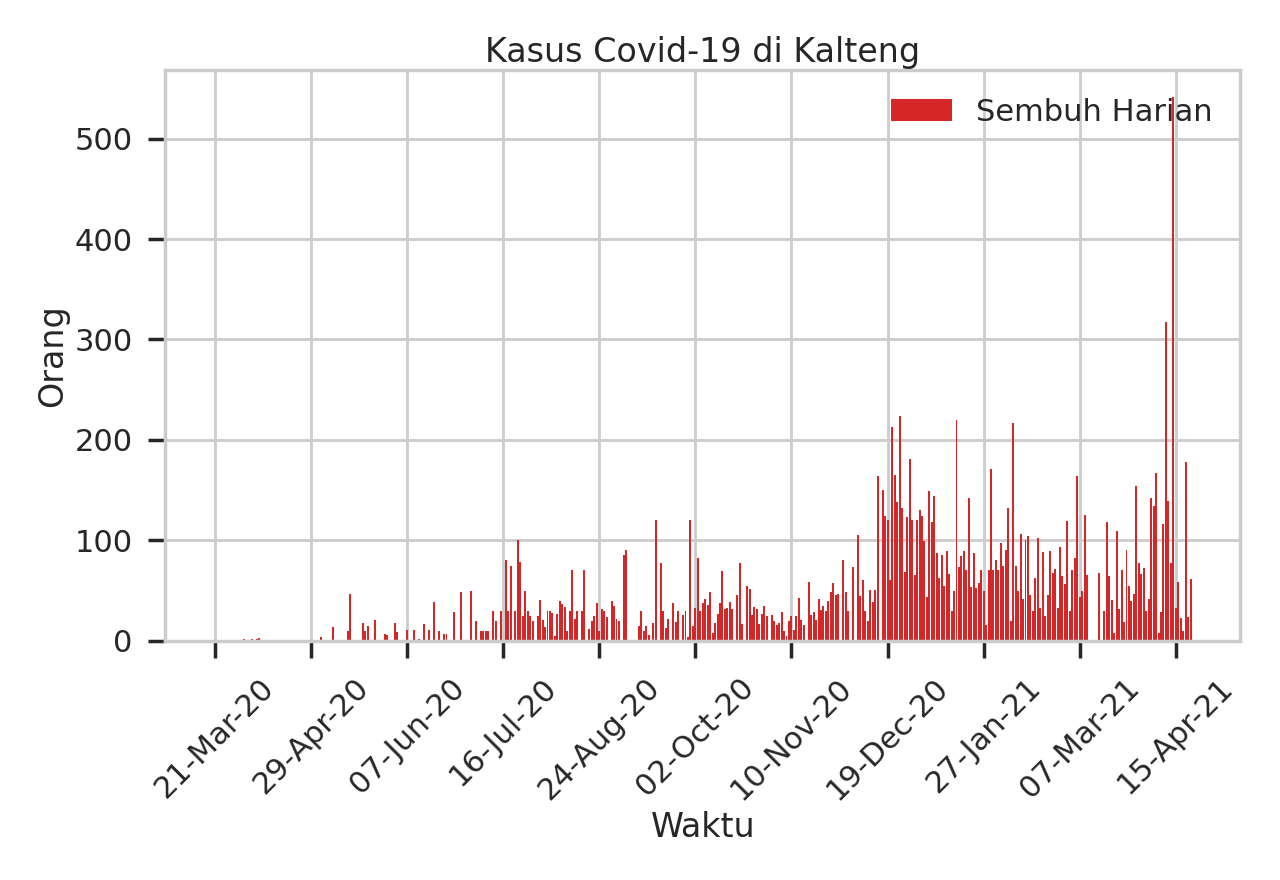 Kasus Covid-19 di Kalteng
Sembuh Harian
Orang
500
400
300
200
100
0
21-Mar-20
29-Apr-20
07-Jun-20
16-Jul-20
24-Aug-20
02-Oct-20
10-Nov-20
19-Dec-20
27-Jan-21
07-Mar-21
15-Apr-21
Waktu